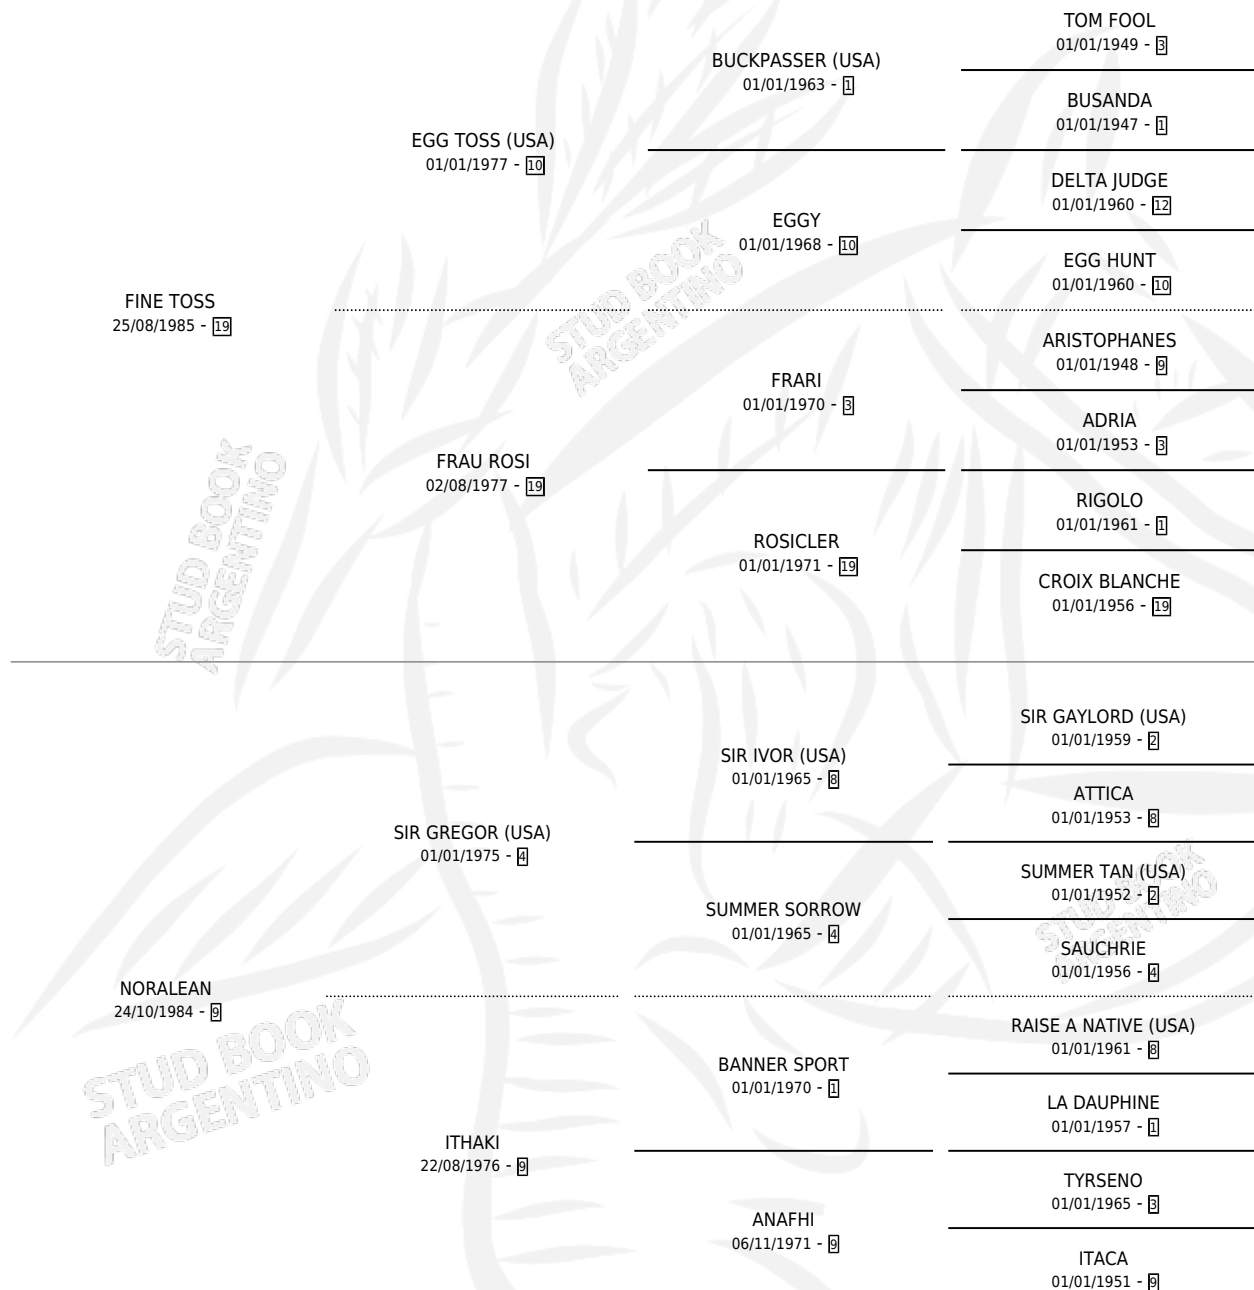 TOM FOOL
01/01/1949 - 3
BUCKPASSER (USA)
01/01/1963 - 1
BUSANDA
01/01/1947 - 1
EGG TOSS (USA)
01/01/1977 - 10
DELTA JUDGE
01/01/1960 - 12
EGGY
01/01/1968 - 10
EGG HUNT
01/01/1960 - 10
STUD BOOK
ARGENTINO
FINE TOSS
25/08/1985 - 19
ARISTOPHANES
01/01/1948 - 9
FRARI
01/01/1970 - 3
ADRIA
01/01/1953 - 3
FRAU ROSI
02/08/1977 - 19
RIGOLO
01/01/1961 - 1
ROSICLER
01/01/1971 - 19
CROIX BLANCHE
01/01/1956 - 19
STUD BOOK
ARGENTINO
SIR GAYLORD (USA)
01/01/1959 - 2
SIR IVOR (USA)
01/01/1965 - 8
ATTICA
01/01/1953 - 8
SIR GREGOR (USA)
01/01/1975 - 4
SUMMER TAN (USA)
01/01/1952 - 2
SUMMER SORROW
01/01/1965 - 4
SAUCHRIE
01/01/1956 - 4
STUD BOOK
ARGENTINO
NORALEAN
24/10/1984 - 9
RAISE A NATIVE (USA)
01/01/1961 - 8
BANNER SPORT
01/01/1970 - 1
LA DAUPHINE
01/01/1957 - 1
STUD BOOK
ARGENTINO
ITHAKI
22/08/1976 - 9
TYRSENO
01/01/1965 - 3
ANAFHI
06/11/1971 - 9
ITACA
01/01/1951 - 9